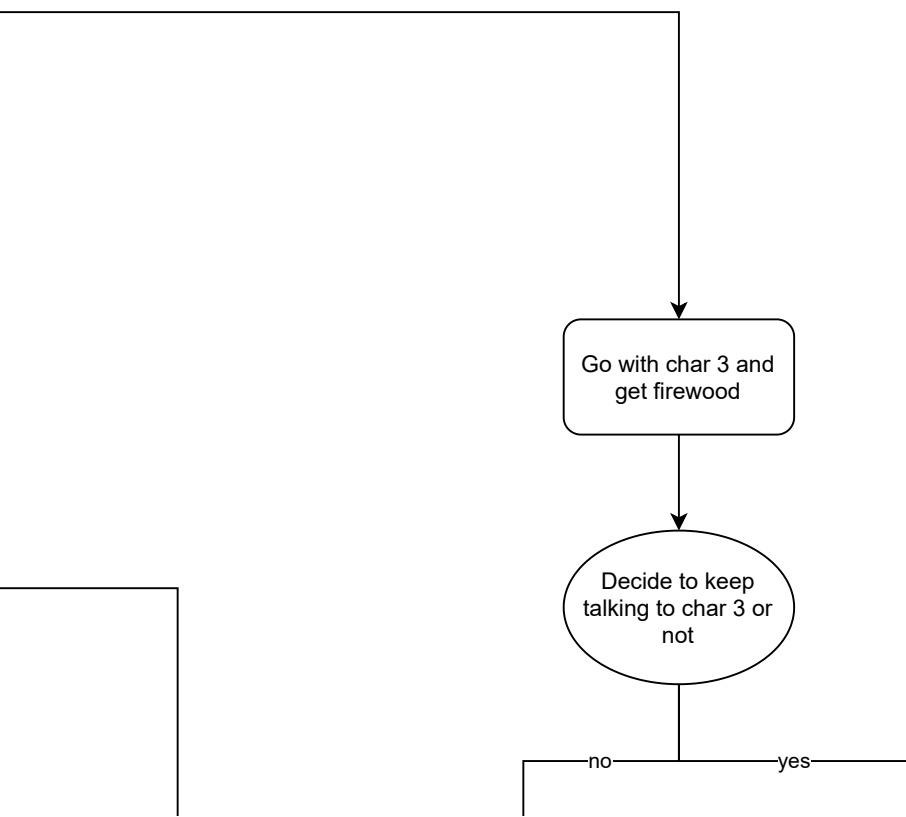 Go with char 3 and
get firewood
Decide to keep
talking to char 3 or
not
no
yes